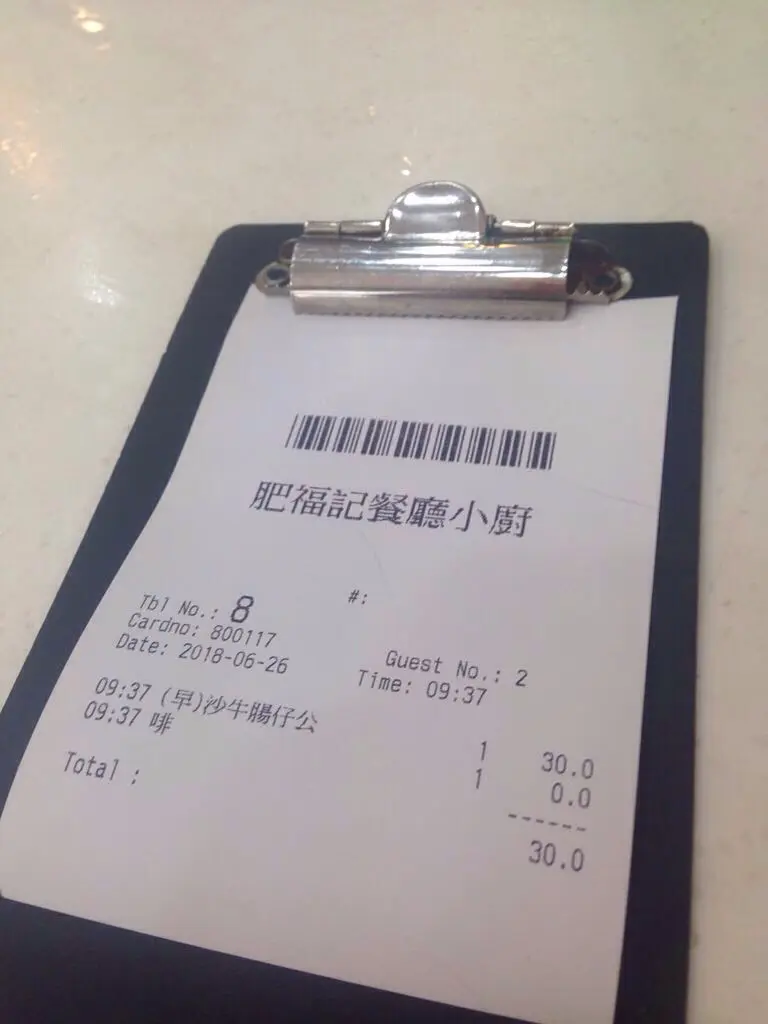 肥福記餐廳小廚
Tbl No.: 8 #:
Cardno: 800117 Guest No.: 2
Date: 2018-06-26 Time: 09:37
09:37 (早)沙牛腸仔公 1 30.0
09:37 啡 1 0.0
------
Total : 30.0